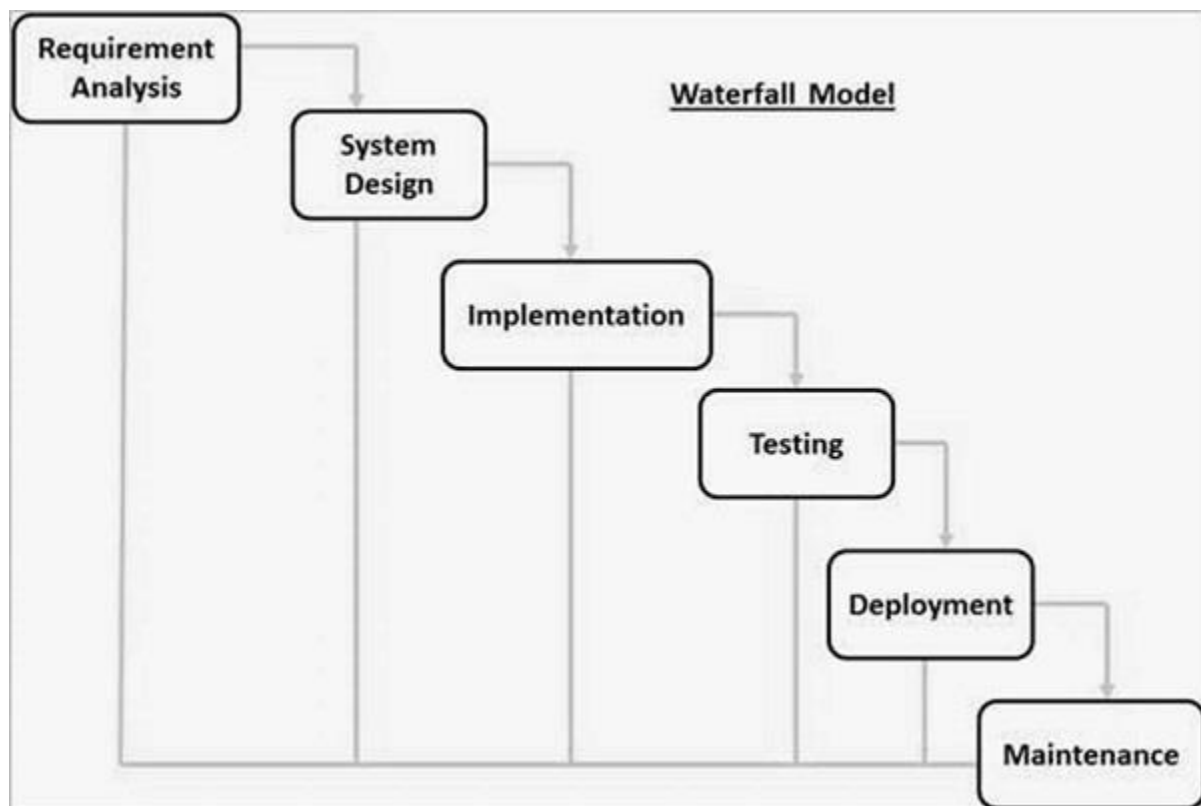 Requirement
Analysis
Waterfall Model
System
Design
Implementation
Testing
Deployment
Maintenance